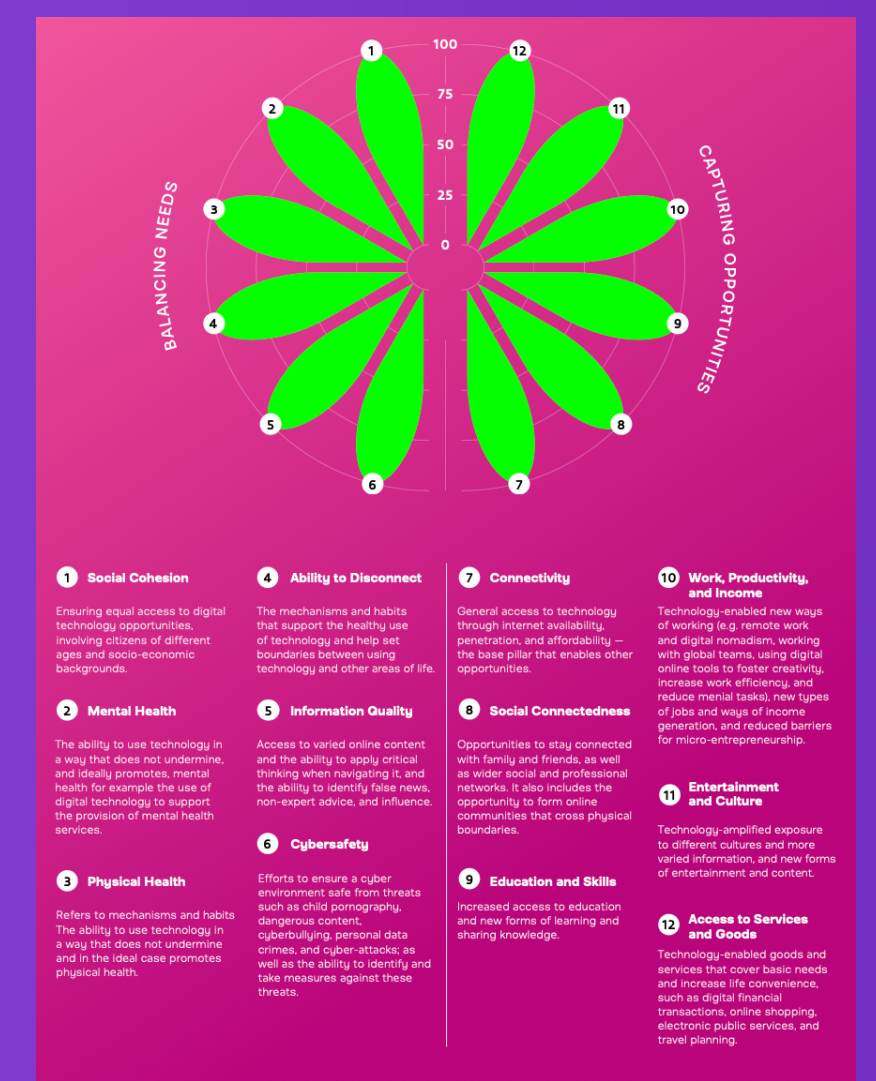 1
12
100
2
11
75
50
3
25
10
0
4
9
5
8
6
7
BALANCING NEEDS
CAPTURING OPPORTUNITIES
1 Social Cohesion
Ensuring equal access to digital
technology opportunities,
involving citizens of different
ages and socio-economic
backgrounds.
2 Mental Health
The ability to use technology in
a way that does not undermine,
and ideally promotes, mental
health for example the use of
digital technology to support
the provision of mental health
services.
3 Physical Health
Refers to mechanisms and habits
The ability to use technology in
a way that does not undermine
and in the ideal case promotes
physical health.
4 Ability to Disconnect
The mechanisms and habits
that support the healthy use
of technology and help set
boundaries between using
technology and other areas of life.
5 Information Quality
Access to varied online content
and the ability to apply critical
thinking when navigating it, and
the ability to identify false news,
non-expert advice, and influence.
6 Cybersafety
Efforts to ensure a cyber
environment safe from threats
such as child pornography,
dangerous content,
cyberbullying, personal data
crimes, and cyber-attacks; as
well as the ability to identify and
take measures against these
threats.
7 Connectivity
General access to technology
through internet availability,
penetration, and affordability —
the base pillar that enables other
opportunities.
8 Social Connectedness
Opportunities to stay connected
with family and friends, as well
as wider social and professional
networks. It also includes the
opportunity to form online
communities that cross physical
boundaries.
9 Education and Skills
Increased access to education
and new forms of learning and
sharing knowledge.
10 Work, Productivity,
and Income
Technology-enabled new ways
of working (e.g. remote work
and digital nomadism, working
with global teams, using digital
online tools to foster creativity,
increase work efficiency, and
reduce menial tasks), new types
of jobs and ways of income
generation, and reduced barriers
for micro-entrepreneurship.
11 Entertainment
and Culture
Technology-amplified exposure
to different cultures and more
varied information, and new forms
of entertainment and content.
12 Access to Services
and Goods
Technology-enabled goods and
services that cover basic needs
and increase life convenience,
such as digital financial
transactions, online shopping,
electronic public services, and
travel planning.